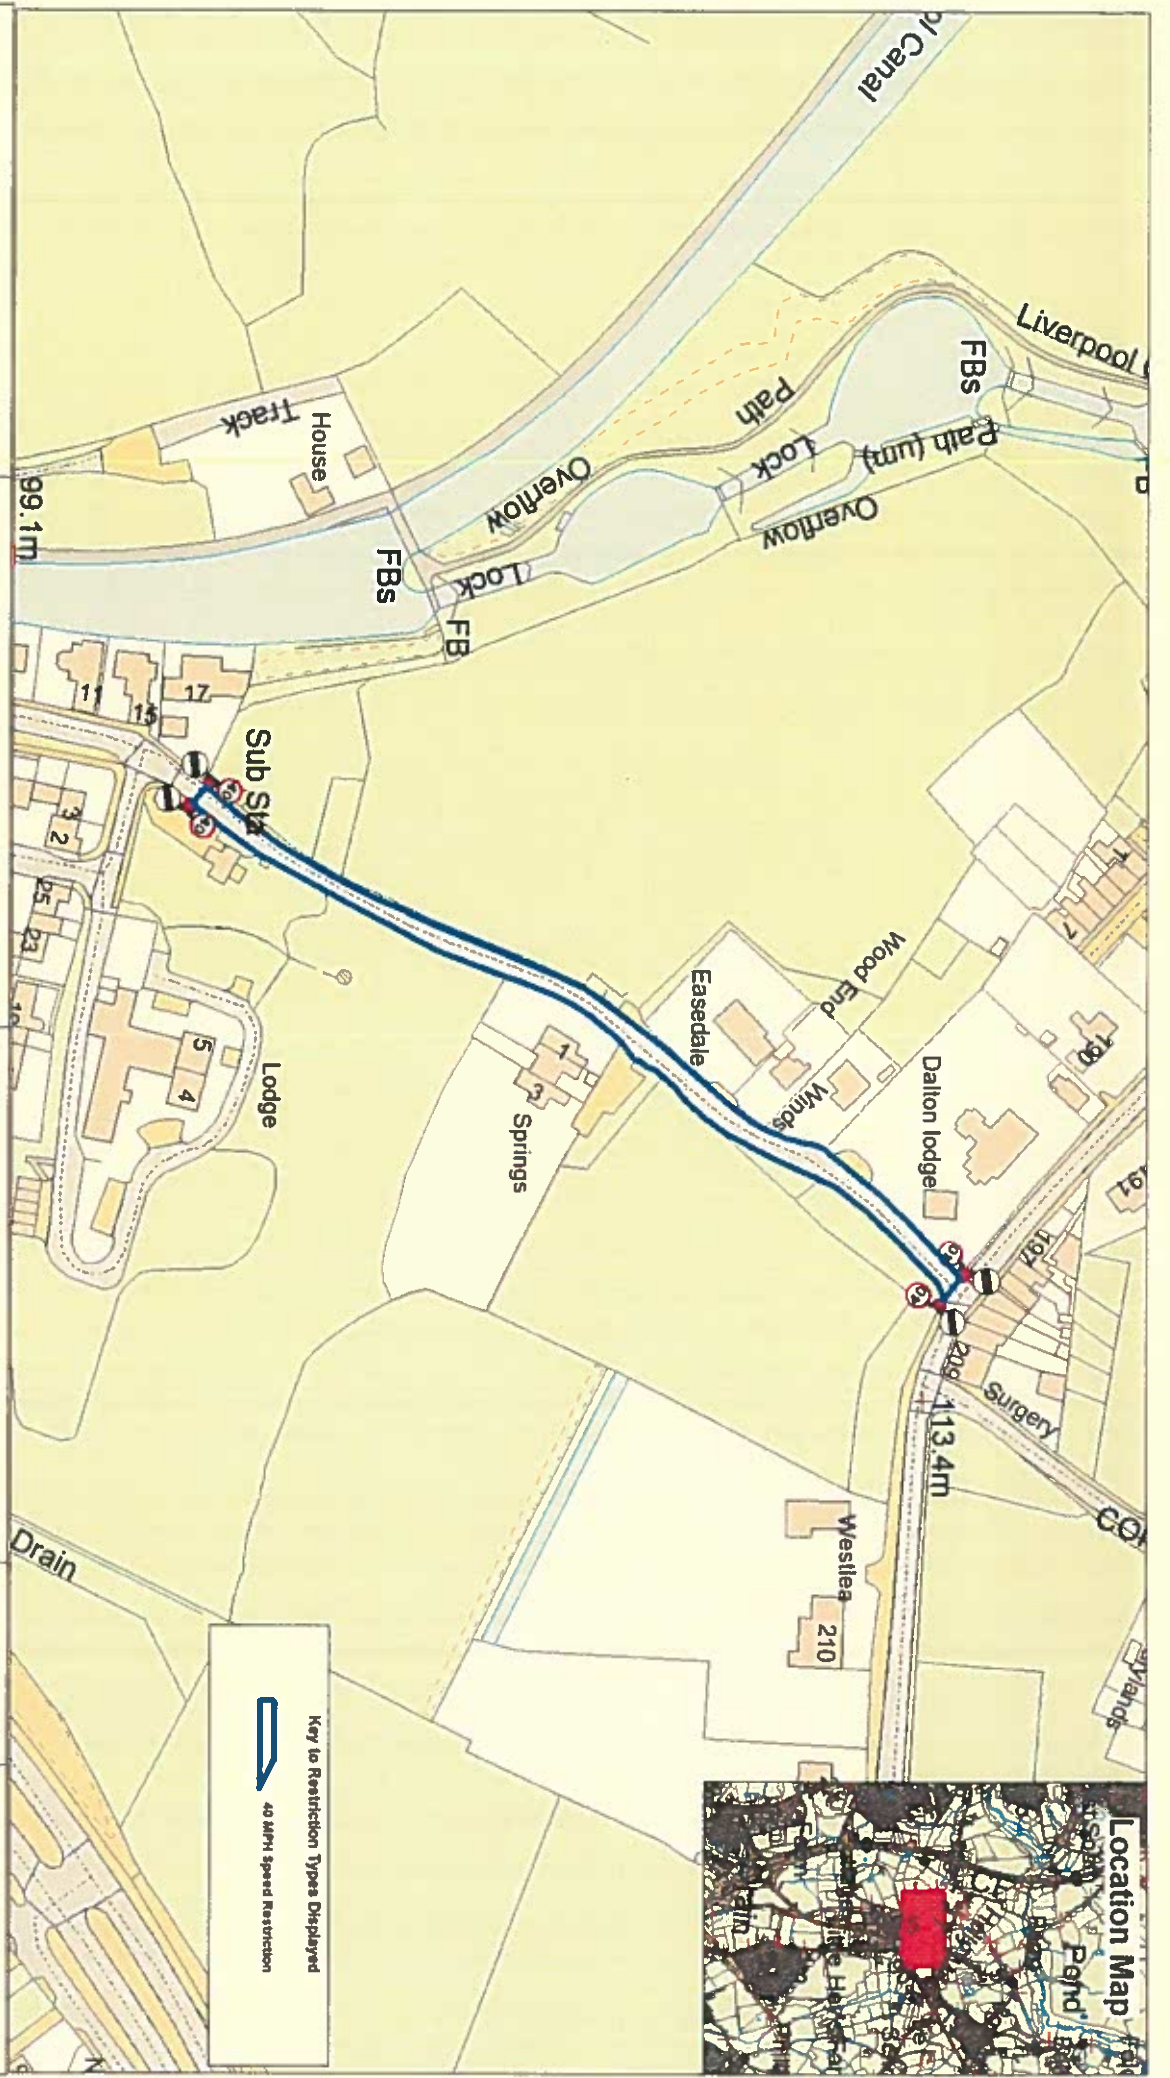 ol Canal
Liverpool
FBs
Path
Lock
Path (um)
Overflow
Overflow
Track
House
99.1m
FBs
Lock
FB
11
15
17
Sub Sta
3
2
25
23
5
4
Lodge
1
3
Springs
Easedale
Wood End
Winds
Dalton lodge
7
190
191
197
209
Surgery
113.4m
Westlea
210
Drain
Key to Restriction Types Displayed
40 MPH Speed Restriction
Location Map